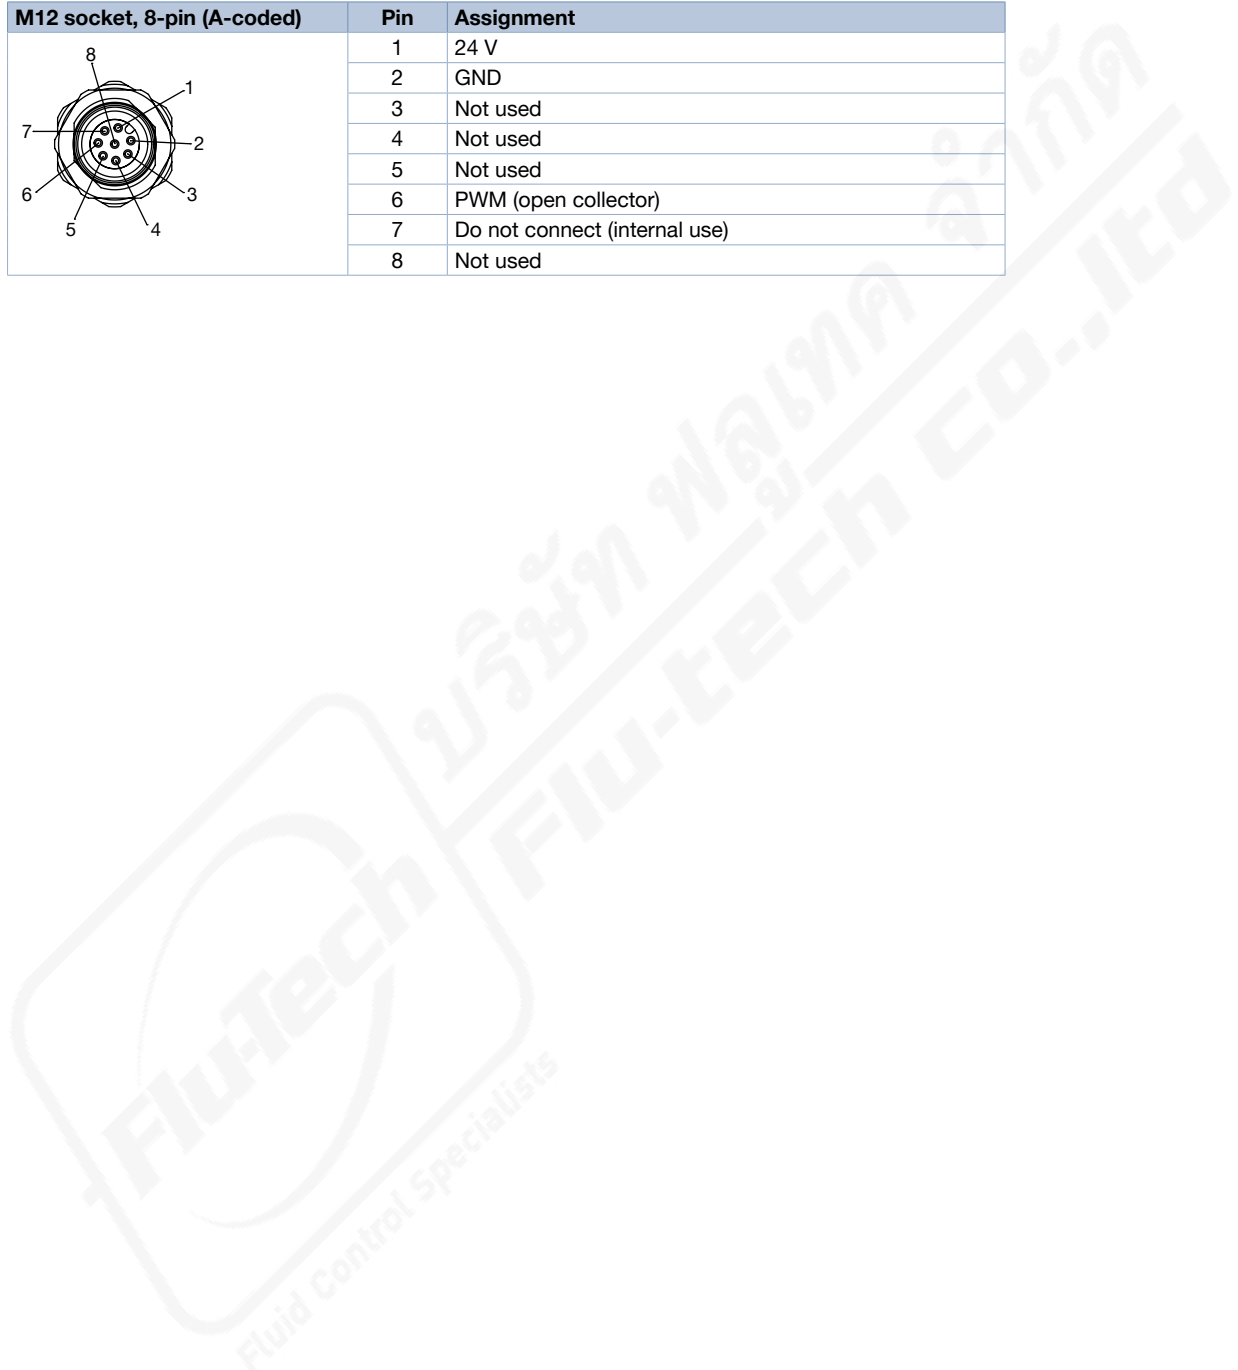 M12 socket, 8-pin (A-coded) Pin Assignment
1 24 V
2 GND
3 Not used
4 Not used
5 Not used
6 PWM (open collector)
7 Do not connect (internal use)
8 Not used
8
1
7
2
6
3
5
4
บริษัท ฟลูเทค จำกัด
Flu-tech co.,ltd
Flu-Tech
Fluid Control Specialists